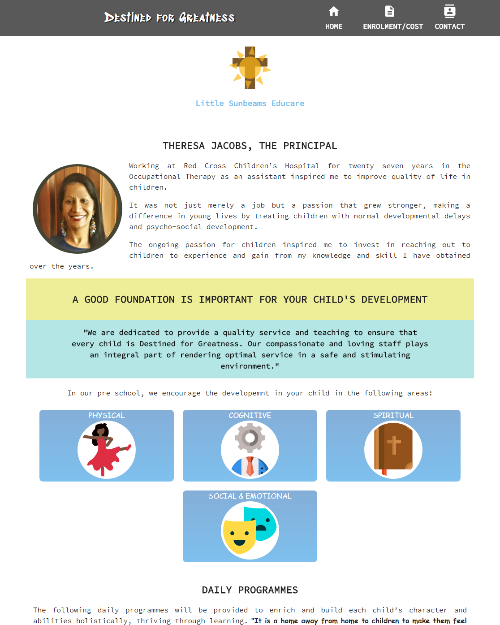 Destined for Greatness
HOME
ENROLMENT/COST
CONTACT
Little Sunbeams Educare
THERESA JACOBS, THE PRINCIPAL
Working at Red Cross Children's Hospital for twenty seven years in the
Occupational Therapy as an assistant inspired me to improve quality of life in
children.
It was not just merely a job but a passion that grew stronger, making a
difference in young lives by treating children with normal developmental delays
and psycho-social development.
The ongoing passion for children inspired me to invest in reaching out to
children to experience and gain from my knowledge and skill I have obtained
over the years.
A GOOD FOUNDATION IS IMPORTANT FOR YOUR CHILD'S DEVELOPMENT
"We are dedicated to provide a quality service and teaching to ensure that
every child is Destined for Greatness. Our compassionate and loving staff plays
an integral part of rendering optimal service in a safe and stimulating
environment."
In our pre school, we encourage the developemnt in your child in the following areas!
PHYSICAL
COGNITIVE
SPIRITUAL
SOCIAL & EMOTIONAL
DAILY PROGRAMMES
The following daily programmes will be provided to enrich and build each child's character and
abilities holistically, thriving through learning. "It is a home away from home to children to make them feel